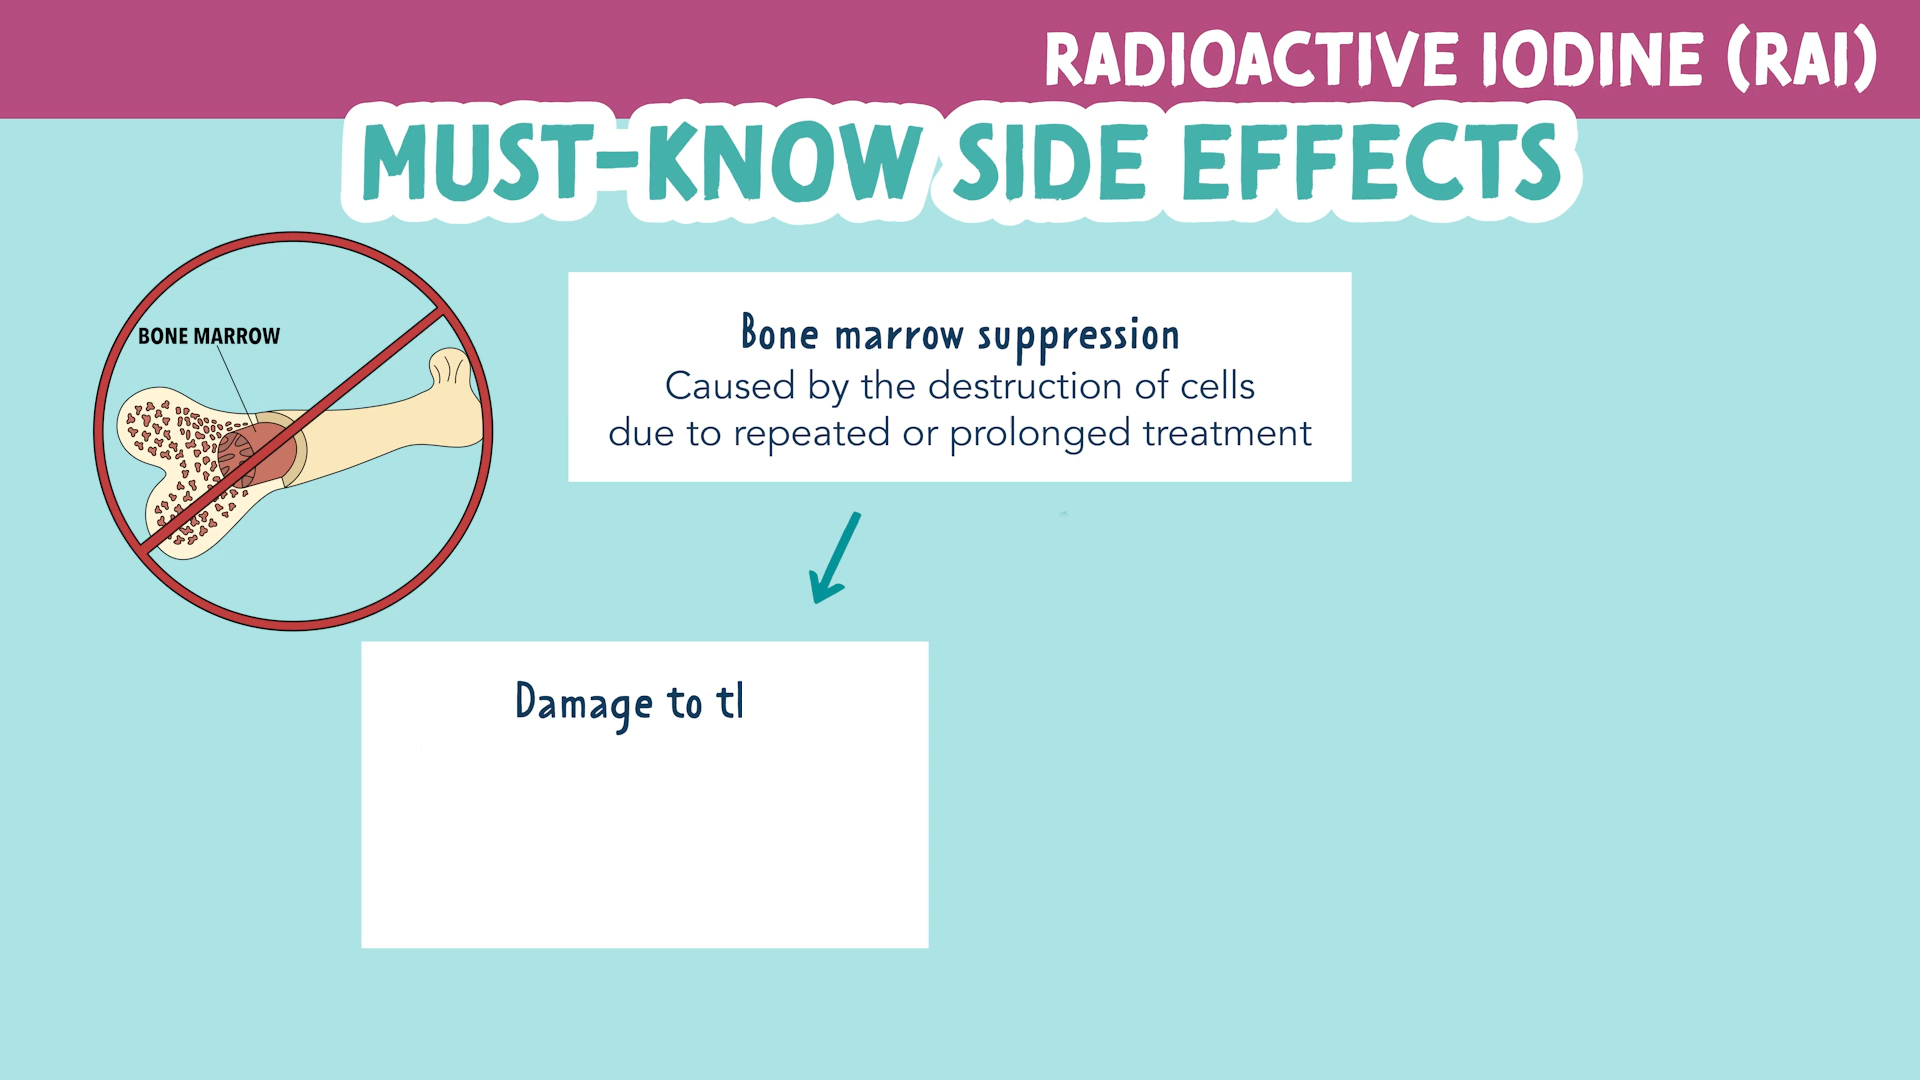 RADIOACTIVE IODINE (RAI)
MUST-KNOW SIDE EFFECTS
BONE MARROW
Bone marrow suppression
Caused by the destruction of cells
due to repeated or prolonged treatment
Damage to